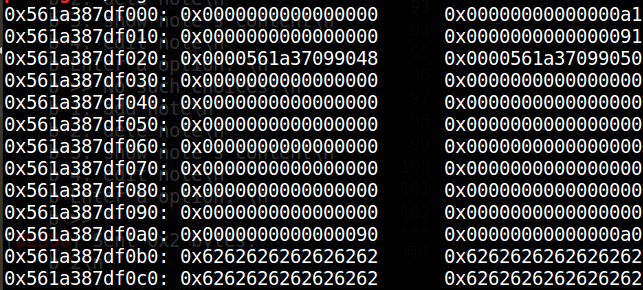 0x561a387df000: 0x0000000000000000 0x00000000000000a1
0x561a387df010: 0x0000000000000000 0x0000000000000091
0x561a387df020: 0x0000561a37099048 0x0000561a37099050
0x561a387df030: 0x0000000000000000 0x0000000000000000
0x561a387df040: 0x0000000000000000 0x0000000000000000
0x561a387df050: 0x0000000000000000 0x0000000000000000
0x561a387df060: 0x0000000000000000 0x0000000000000000
0x561a387df070: 0x0000000000000000 0x0000000000000000
0x561a387df080: 0x0000000000000000 0x0000000000000000
0x561a387df090: 0x0000000000000000 0x0000000000000000
0x561a387df0a0: 0x0000000000000090 0x00000000000000a0
0x561a387df0b0: 0x6262626262626262 0x6262626262626262
0x561a387df0c0: 0x6262626262626262 0x6262626262626262